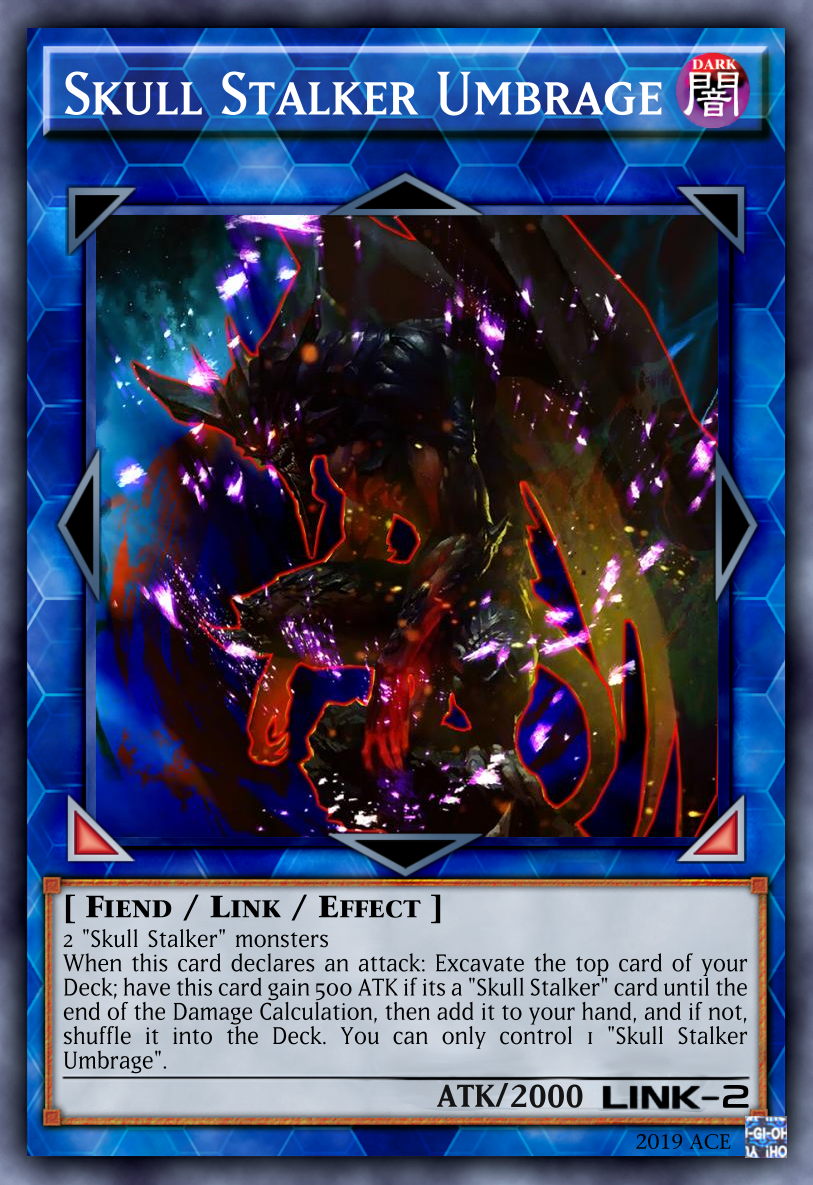 Skull Stalker Umbrage
DARK
闇
[ Fiend / Link / Effect ]
2 "Skull Stalker" monsters
When this card declares an attack: Excavate the top card of your
Deck; have this card gain 500 ATK if its a "Skull Stalker" card until the
end of the Damage Calculation, then add it to your hand, and if not,
shuffle it into the Deck. You can only control 1 "Skull Stalker
Umbrage".
ATK/2000 LINK-2
2019 ACE
-GI-OH